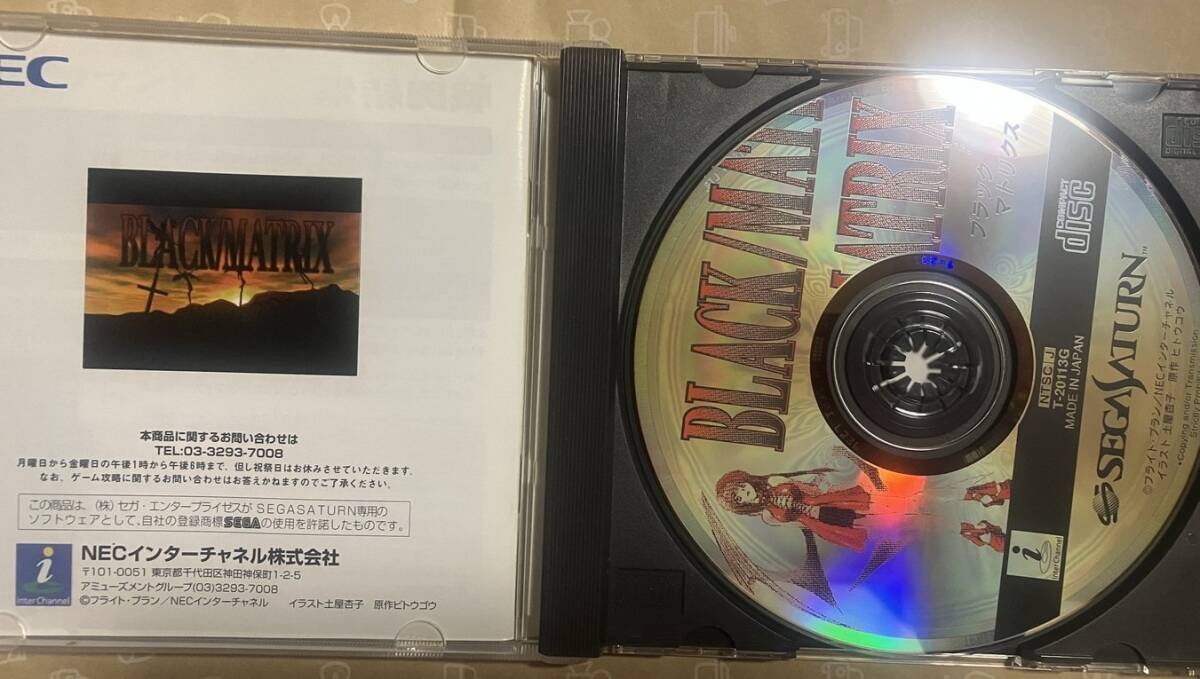 NEC
BLACK/MATRIX
本商品に関するお問い合わせは
TEL:03-3293-7008
月曜日から金曜日の午後1時から午後6時まで、但し祝祭日はお休みさせていただきます。
なお、ゲーム攻略に関するお問い合わせはお答えかねますのでご了承ください。
この商品は、(株)セガ・エンタープライゼスが SEGASATURN専用の
ソフトウェアとして、自社の登録商標SEGAの使用を許諾したものです。
NECインターチャネル株式会社
〒101-0051 東京都千代田区神田神保町1-2-5
アミューズメントグループ(03)3293-7008
©フライト・プラン/NECインターチャネル イラスト土屋杏子 原作ヒトウゴウ
i
InterChannel
BLACK/MAT
ATRIX
ブラック
マトリクス
COMPACT
disc
NTSC J
T-20113G
MADE IN JAPAN
SEGASATURN™
©フライト・プラン/NECインターチャネル
イラスト 土屋杏子 原作 ヒトウゴウ
•Copying and/or Transmission
i
InterChannel